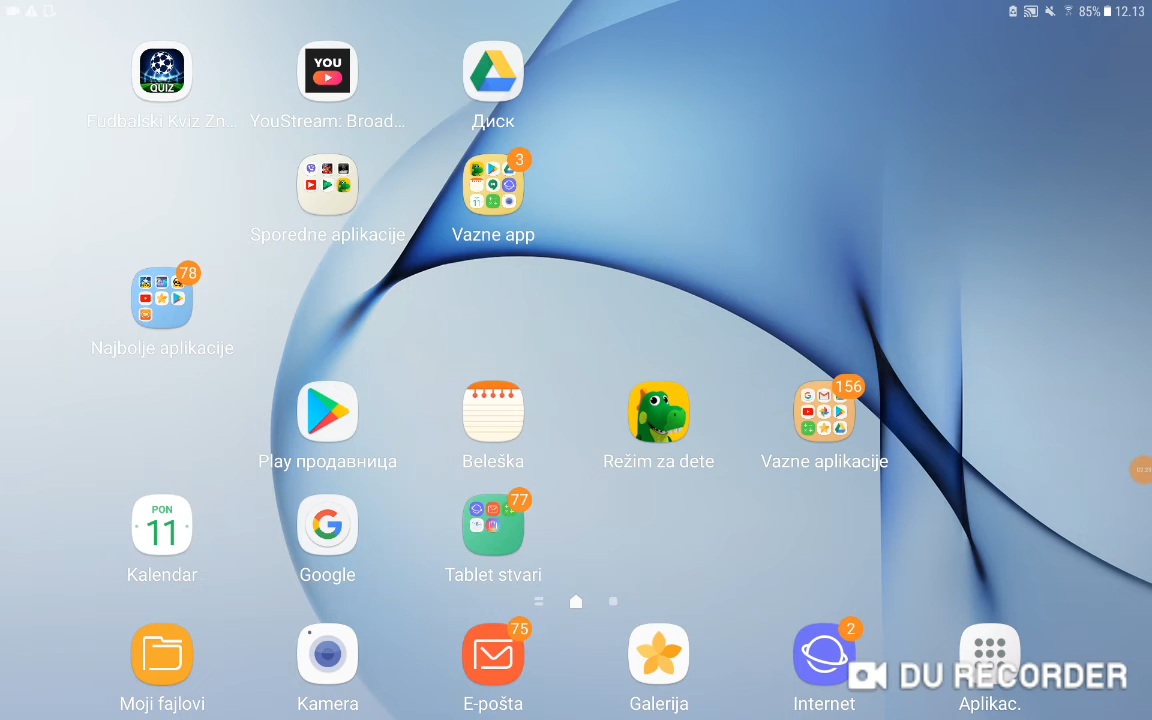 85% 12.13
QUIZ
YOU
Fudbalski Kviz Zn...
YouStream: Broad...
Диск
3
Sporedne aplikacije
Vazne app
78
Najbolje aplikacije
156
Play продавница
Beleška
Režim za dete
Vazne aplikacije
PON
11
77
Kalendar
Google
Tablet stvari
75
2
DU RECORDER
Moji fajlovi
Kamera
E-pošta
Galerija
Internet
Aplikac.